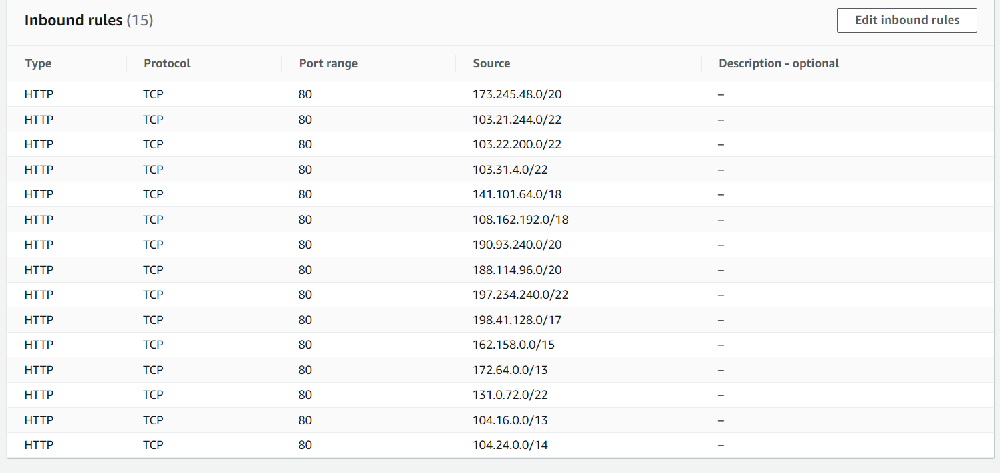 Inbound rules (15) Edit inbound rules
Type Protocol Port range Source Description - optional
HTTP TCP 80 173.245.48.0/20 –
HTTP TCP 80 103.21.244.0/22 –
HTTP TCP 80 103.22.200.0/22 –
HTTP TCP 80 103.31.4.0/22 –
HTTP TCP 80 141.101.64.0/18 –
HTTP TCP 80 108.162.192.0/18 –
HTTP TCP 80 190.93.240.0/20 –
HTTP TCP 80 188.114.96.0/20 –
HTTP TCP 80 197.234.240.0/22 –
HTTP TCP 80 198.41.128.0/17 –
HTTP TCP 80 162.158.0.0/15 –
HTTP TCP 80 172.64.0.0/13 –
HTTP TCP 80 131.0.72.0/22 –
HTTP TCP 80 104.16.0.0/13 –
HTTP TCP 80 104.24.0.0/14 –